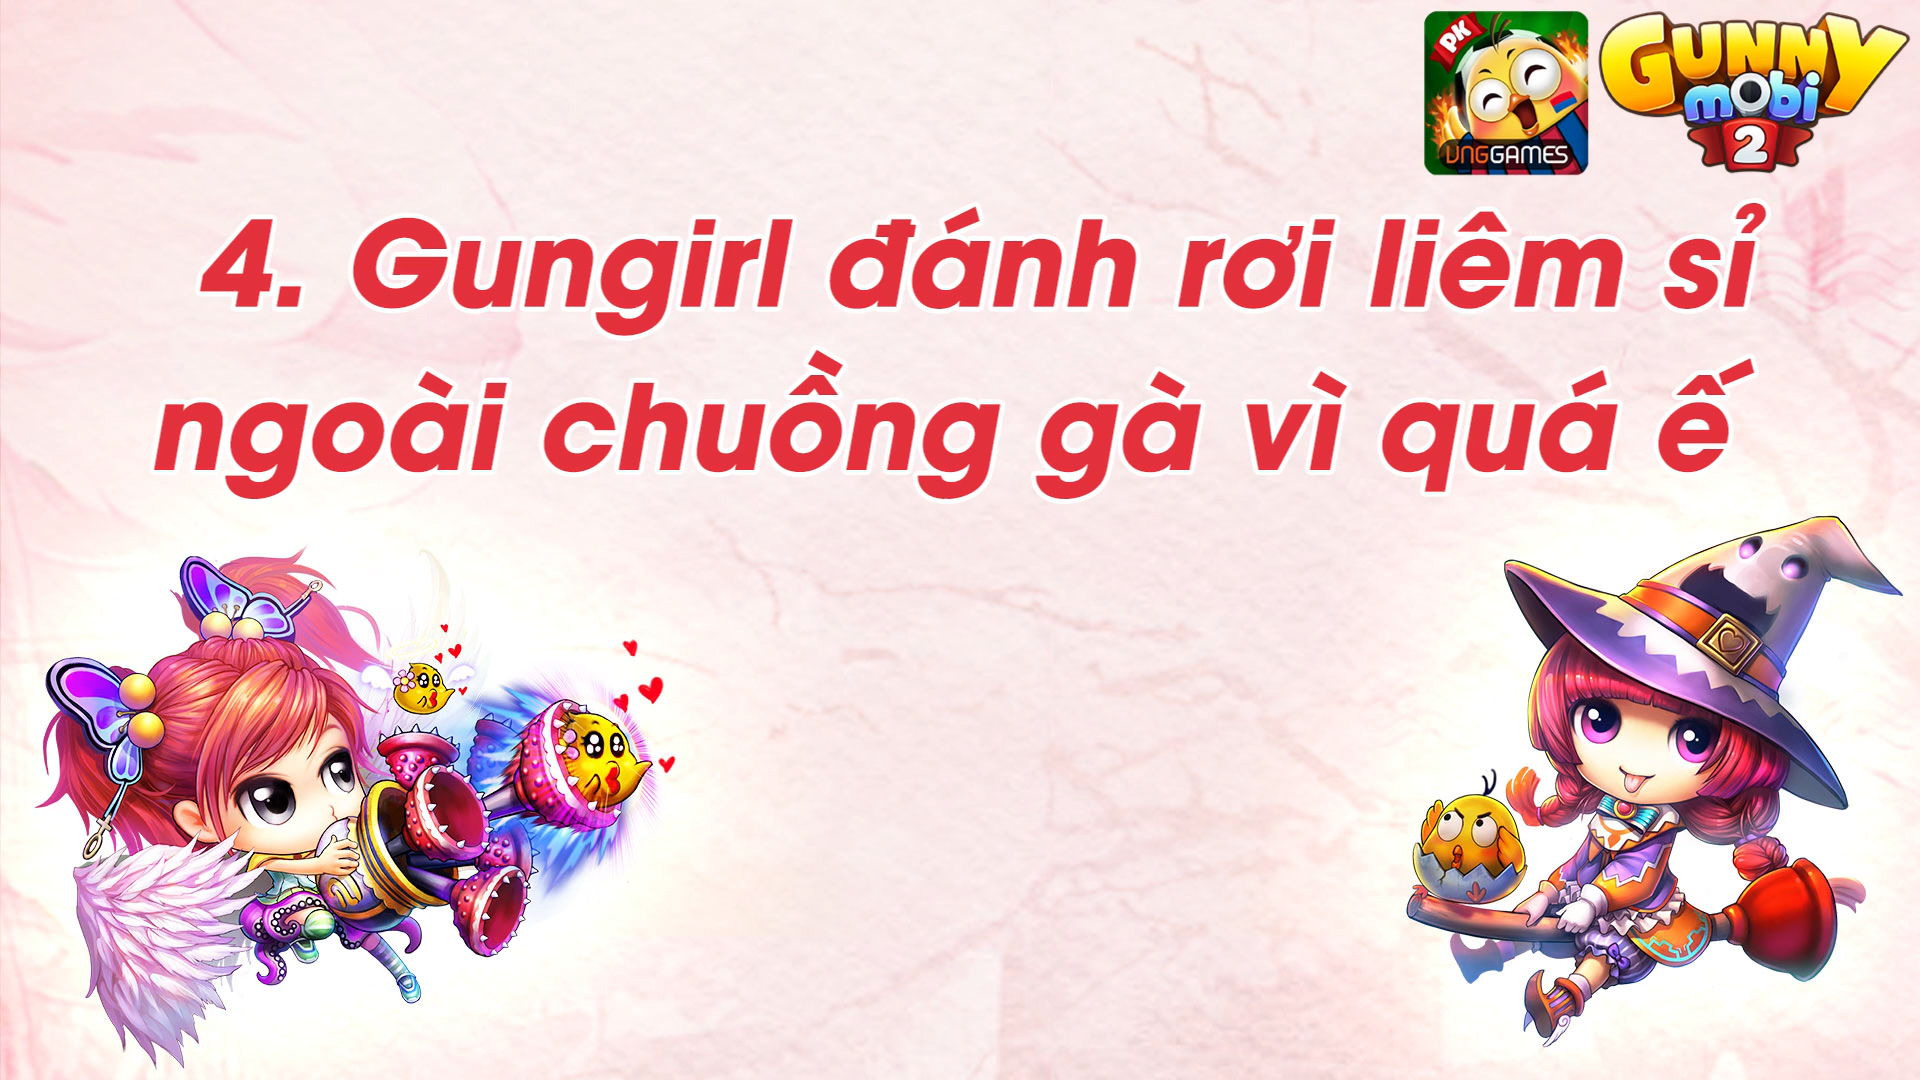 PK
VNGGAMES
GUNNY
mobi
2
4. Gungirl đánh rơi liêm sỉ
ngoài chuồng gà vì quá ế